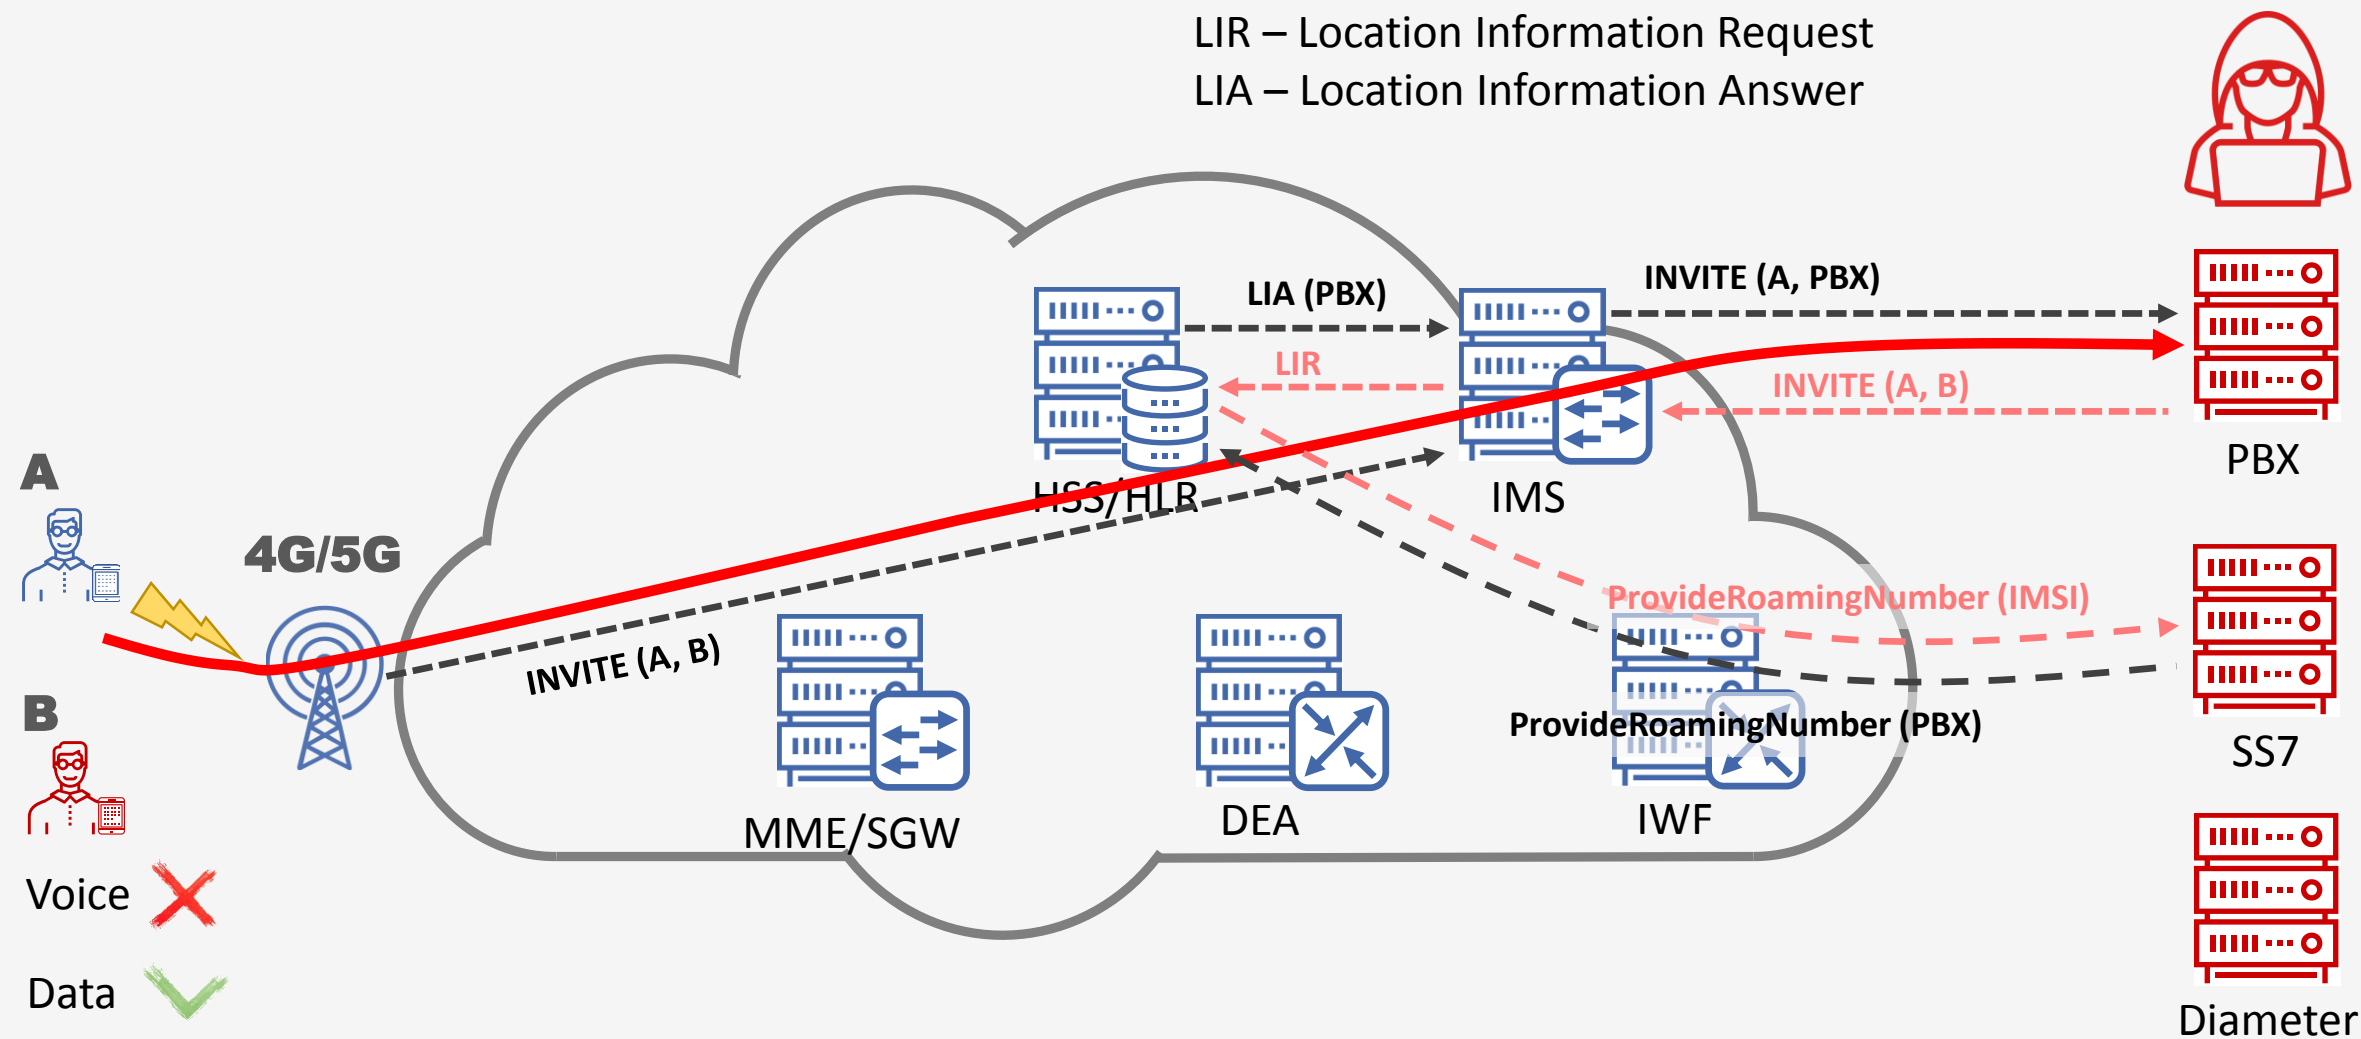 LIR – Location Information Request
LIA – Location Information Answer
LIA (PBX)
INVITE (A, PBX)
LIR
INVITE (A, B)
PBX
HSS/HLR
IMS
A
4G/5G
ProvideRoamingNumber (IMSI)
INVITE (A, B)
B
ProvideRoamingNumber (PBX)
SS7
MME/SGW
DEA
IWF
Voice
Data
Diameter